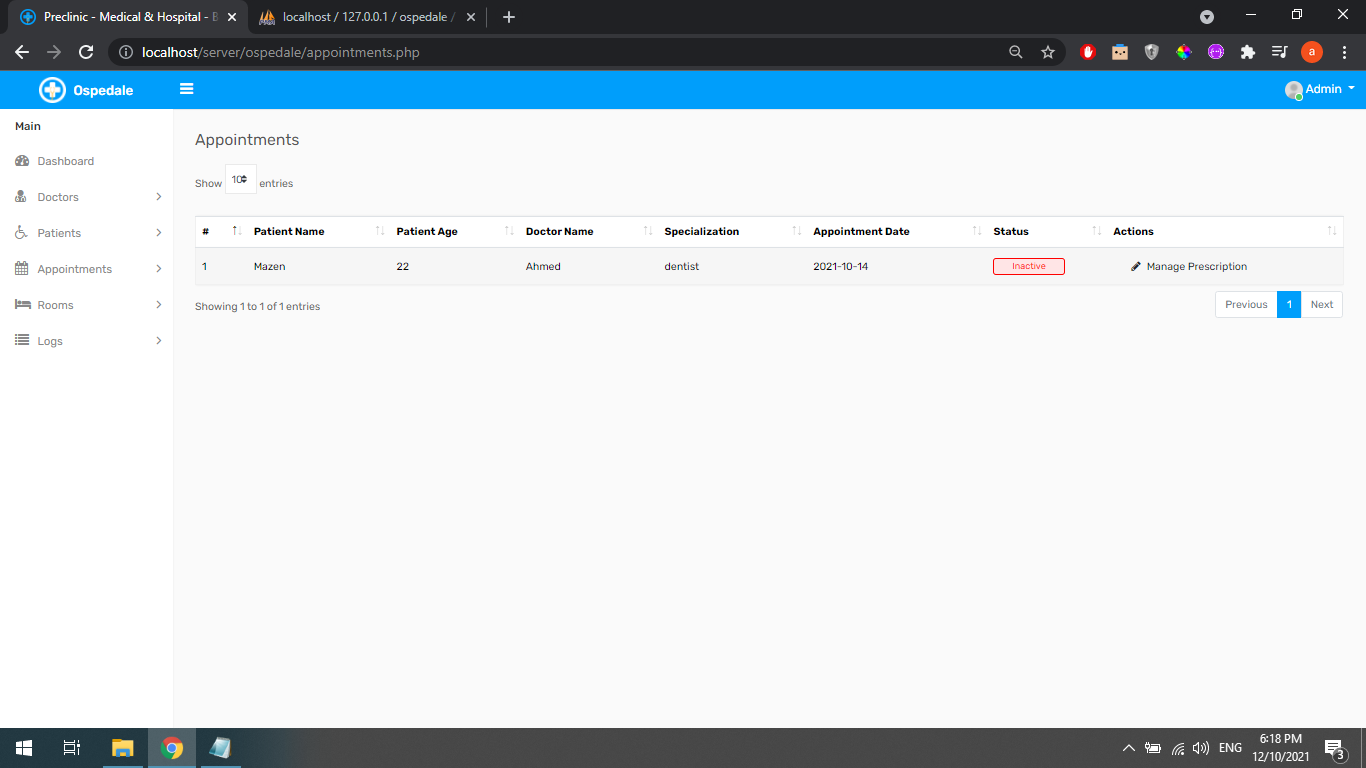 Preclinic - Medical & Hospital - B
localhost / 127.0.0.1 / ospedale /
localhost/server/ospedale/appointments.php
a
Ospedale
Admin
Main
Dashboard
Doctors
Patients
Appointments
Rooms
Logs
Appointments
Show 10 entries
# Patient Name Patient Age Doctor Name Specialization Appointment Date Status Actions
1 Mazen 22 Ahmed dentist 2021-10-14 Inactive Manage Prescription
Showing 1 to 1 of 1 entries
Previous 1 Next
ENG
6:18 PM
12/10/2021
3